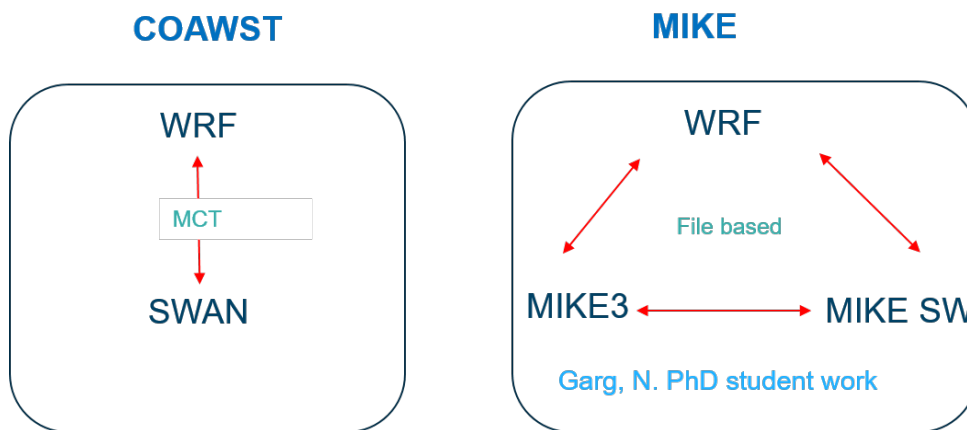 COAWST
WRF
MCT
SWAN
MIKE
WRF
File based
MIKE3
MIKE SW
Garg, N. PhD student work